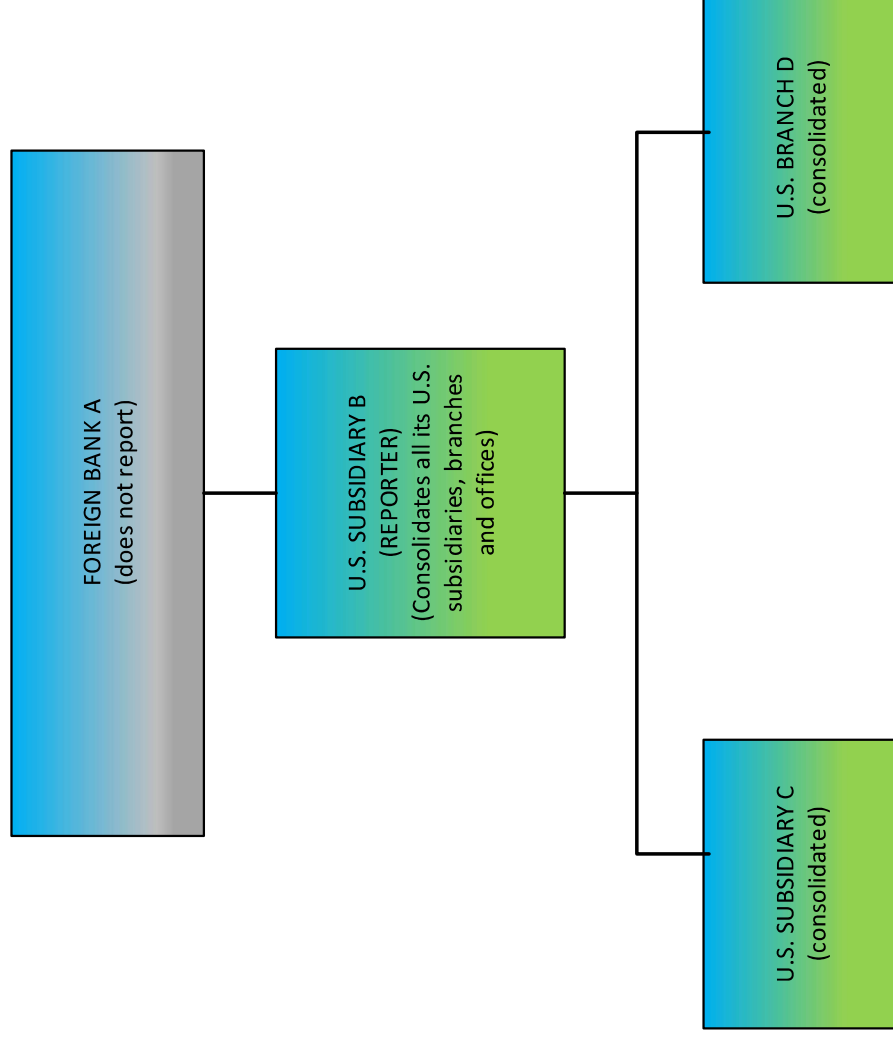 FOREIGN BANK A
(does not report)
U.S. SUBSIDIARY B
(REPORTER)
(Consolidates all its U.S.
subsidiaries, branches
and offices)
U.S. SUBSIDIARY C
(consolidated)
U.S. BRANCH D
(consolidated)